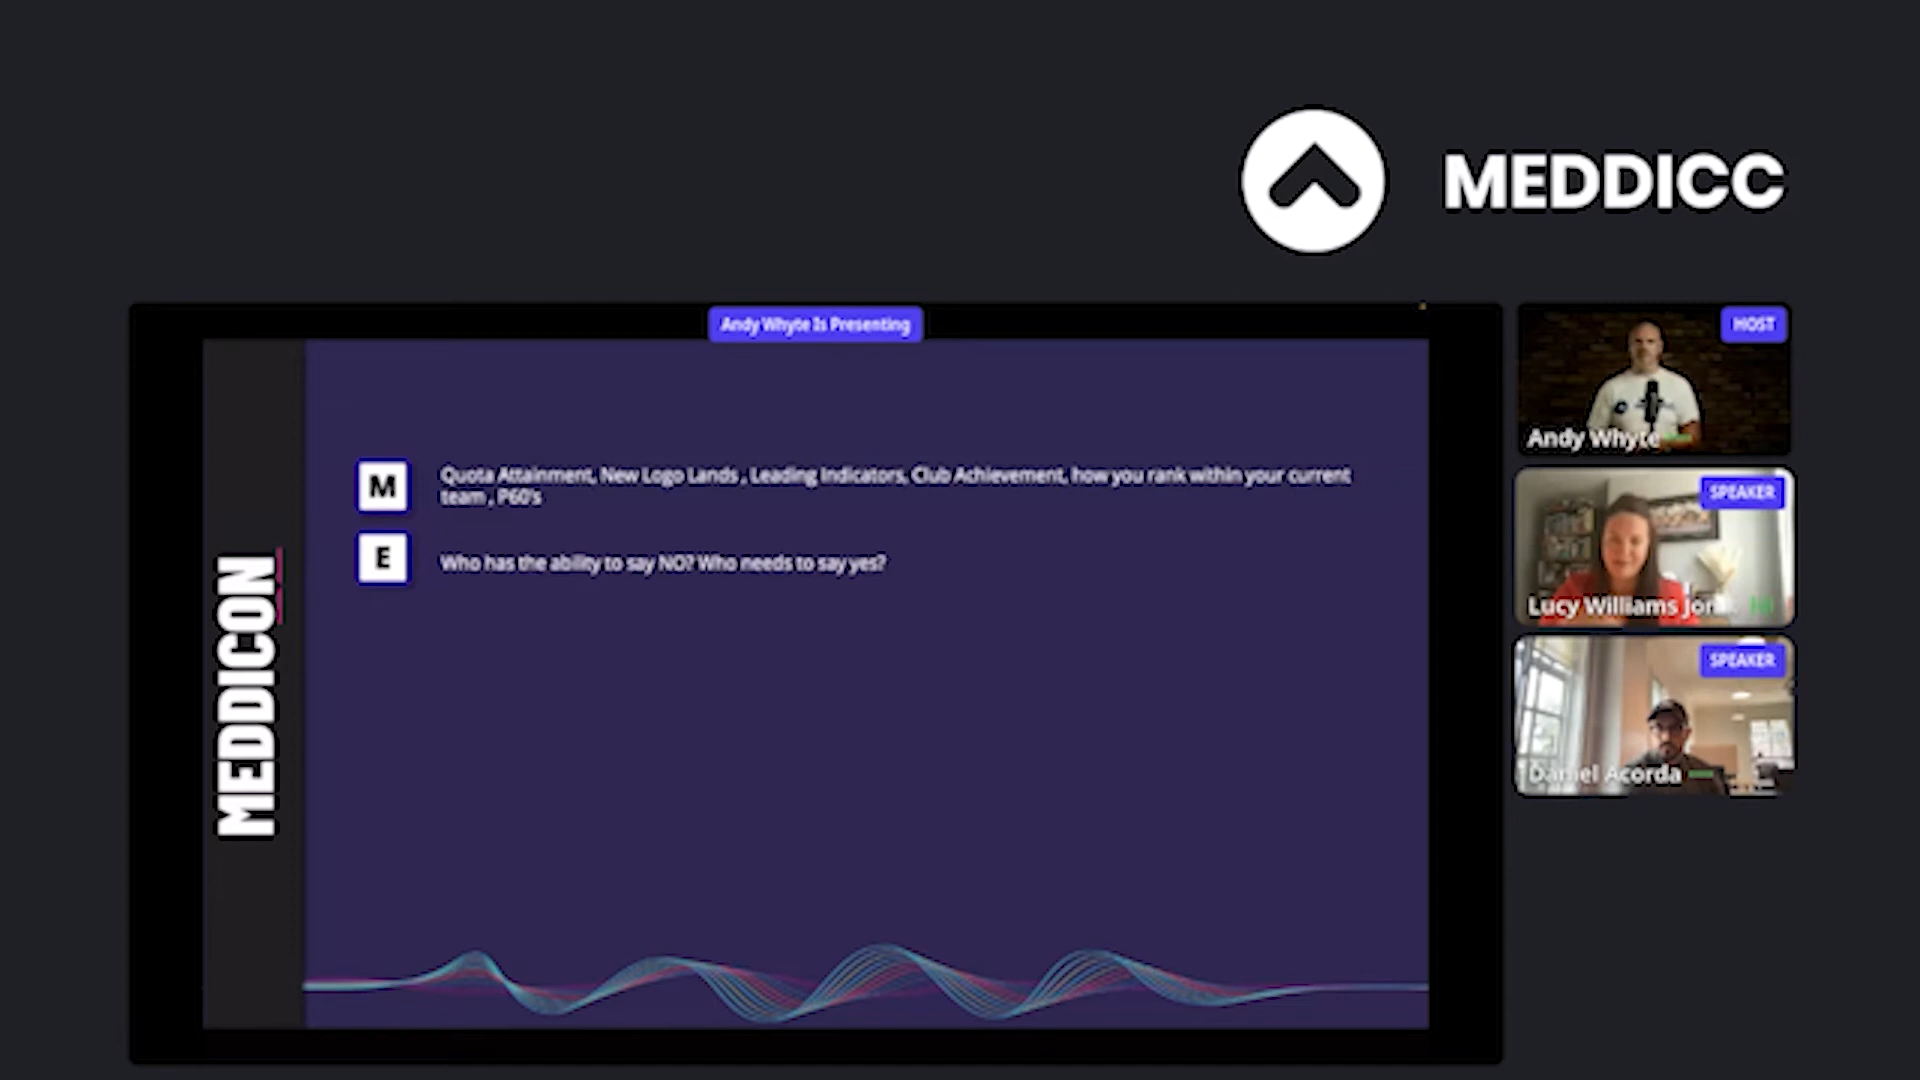 MEDDICC
Andy Whyte Is Presenting
HOST
Andy Whyte
M
Quota Attainment, New Logo Lands , Leading Indicators, Club Achievement, how you rank within your current
team , P60's
E
Who has the ability to say NO? Who needs to say yes?
MEDDICON
SPEAKER
Lucy Williams Jon...
SPEAKER
Daniel Acorda